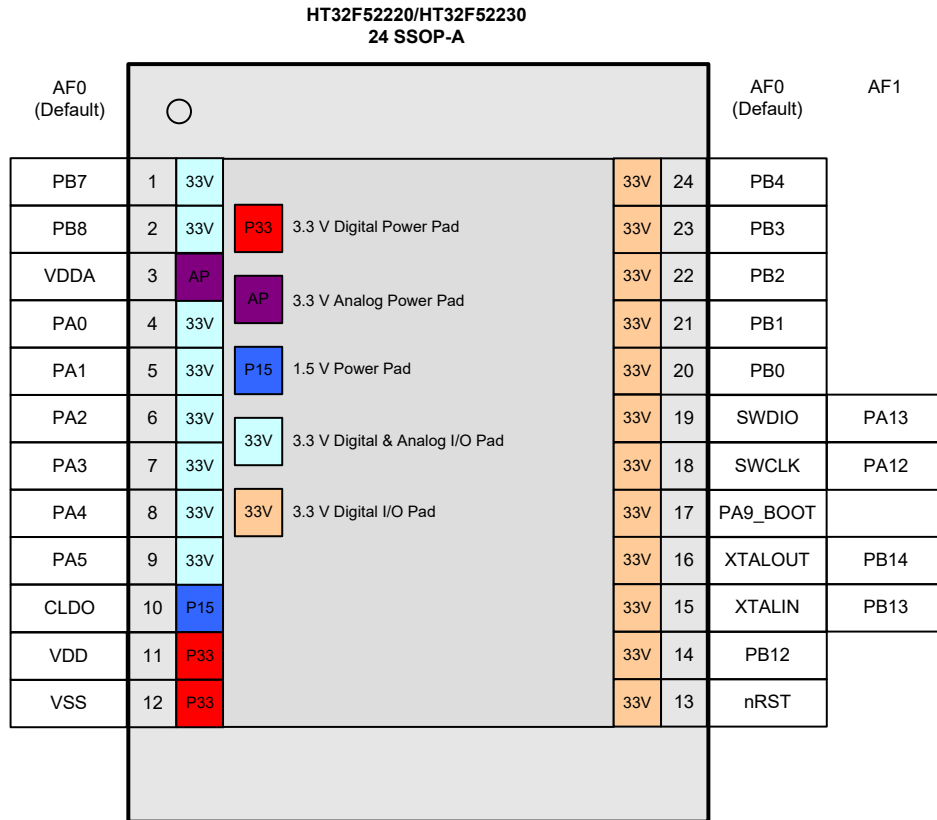 HT32F52220/HT32F52230
24 SSOP-A
AF0
(Default)
AF0
(Default)
AF1
PB7 1 33V
33V 24 PB4
PB8 2 33V
P33 3.3 V Digital Power Pad
33V 23 PB3
VDDA 3 AP
AP 3.3 V Analog Power Pad
33V 22 PB2
PA0 4 33V
33V 21 PB1
PA1 5 33V
P15 1.5 V Power Pad
33V 20 PB0
PA2 6 33V
33V 3.3 V Digital & Analog I/O Pad
33V 19 SWDIO PA13
PA3 7 33V
33V 18 SWCLK PA12
PA4 8 33V
33V 3.3 V Digital I/O Pad
33V 17 PA9_BOOT
PA5 9 33V
33V 16 XTALOUT PB14
CLDO 10 P15
33V 15 XTALIN PB13
VDD 11 P33
33V 14 PB12
VSS 12 P33
33V 13 nRST